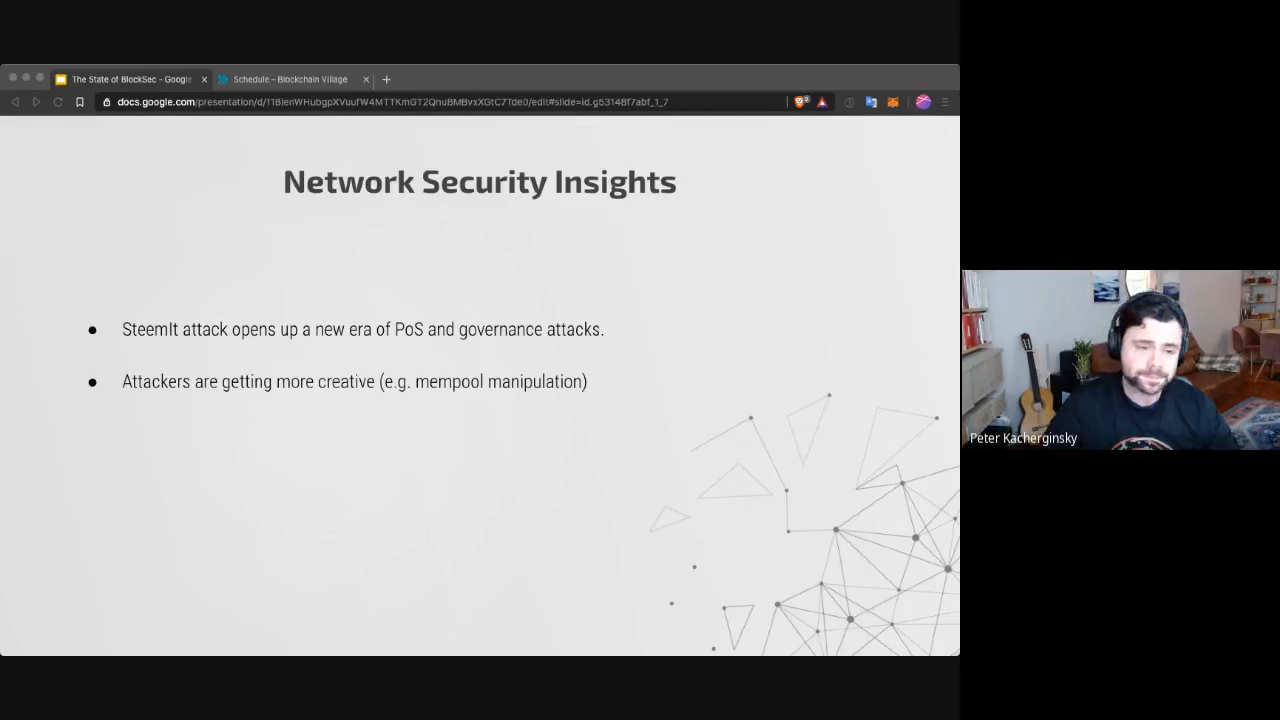 The State of BlockSec – Google
Schedule – Blockchain Village
Network Security Insights
● SteemIt attack opens up a new era of PoS and governance attacks.
● Attackers are getting more creative (e.g. mempool manipulation)
Peter Kacherginsky